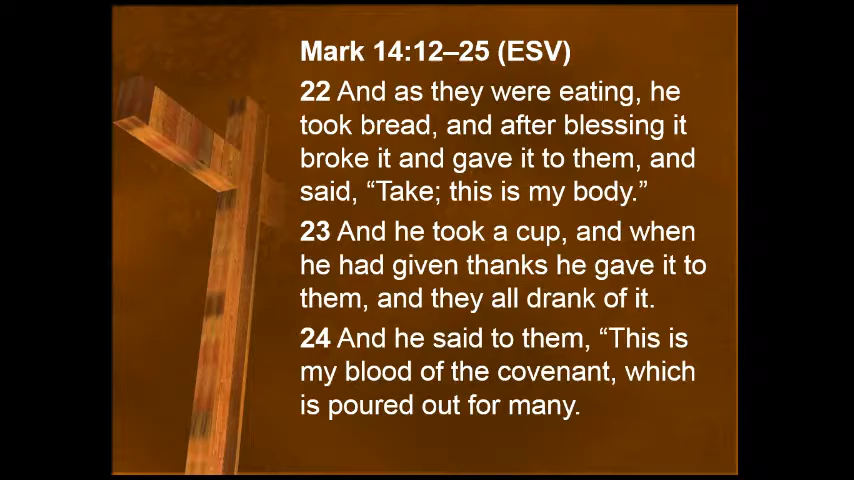 Mark 14:12–25 (ESV)
22 And as they were eating, he
took bread, and after blessing it
broke it and gave it to them, and
said, “Take; this is my body.”
23 And he took a cup, and when
he had given thanks he gave it to
them, and they all drank of it.
24 And he said to them, “This is
my blood of the covenant, which
is poured out for many.